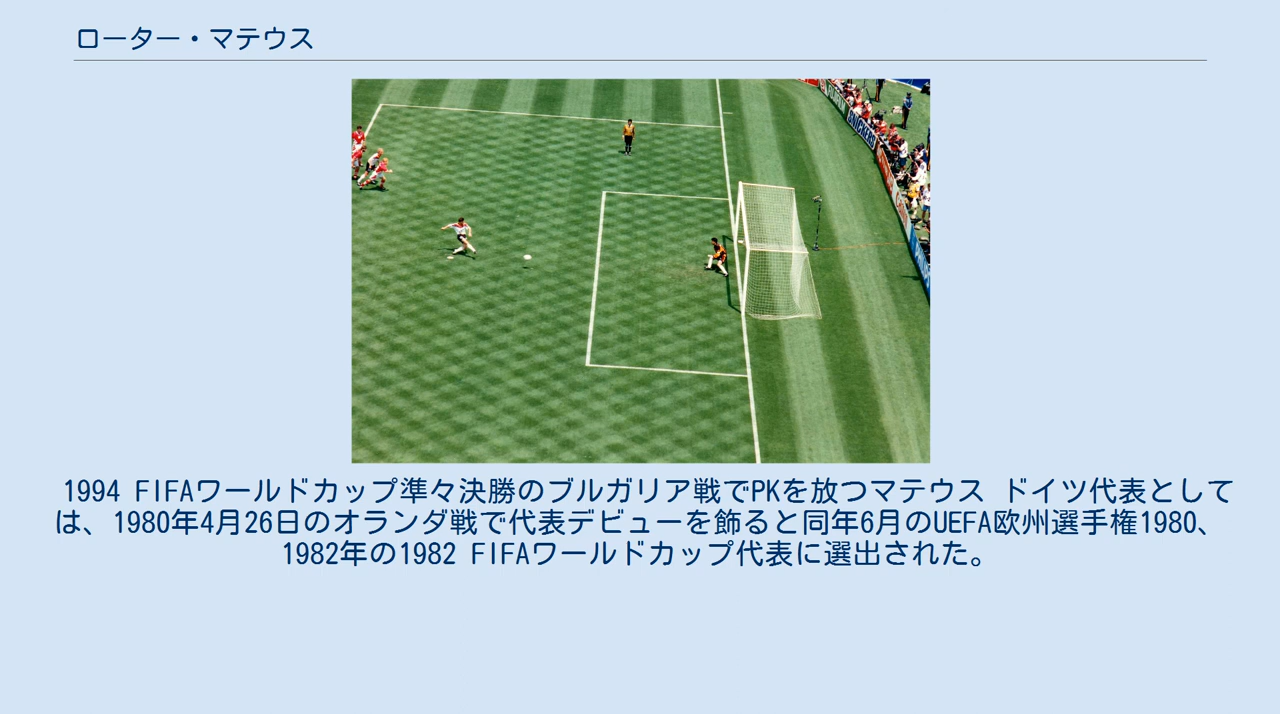 ローター・マテウス
SNICKERS
1994 FIFAワールドカップ準々決勝のブルガリア戦でPKを放つマテウス ドイツ代表として
は、1980年4月26日のオランダ戦で代表デビューを飾ると同年6月のUEFA欧州選手権1980、
1982年の1982 FIFAワールドカップ代表に選出された。